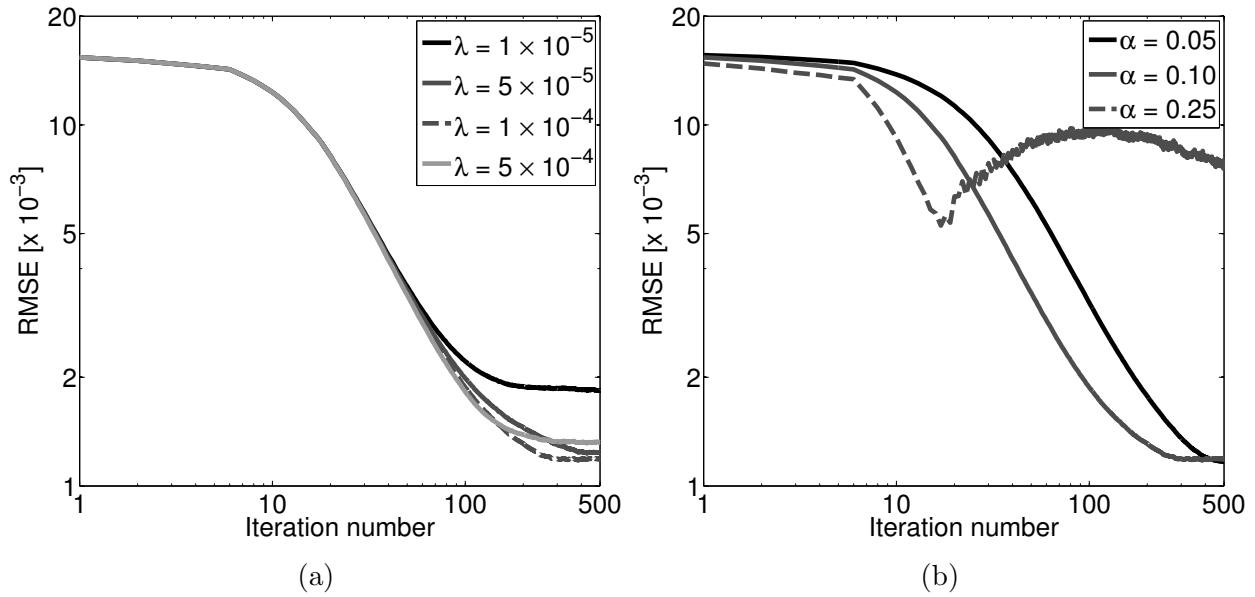 20
10
5
2
1
RMSE [x 10⁻³]
1
10
100
500
Iteration number
λ = 1 × 10⁻⁵
λ = 5 × 10⁻⁵
λ = 1 × 10⁻⁴
λ = 5 × 10⁻⁴
(a)
20
10
5
2
1
RMSE [x 10⁻³]
1
10
100
500
Iteration number
α = 0.05
α = 0.10
α = 0.25
(b)